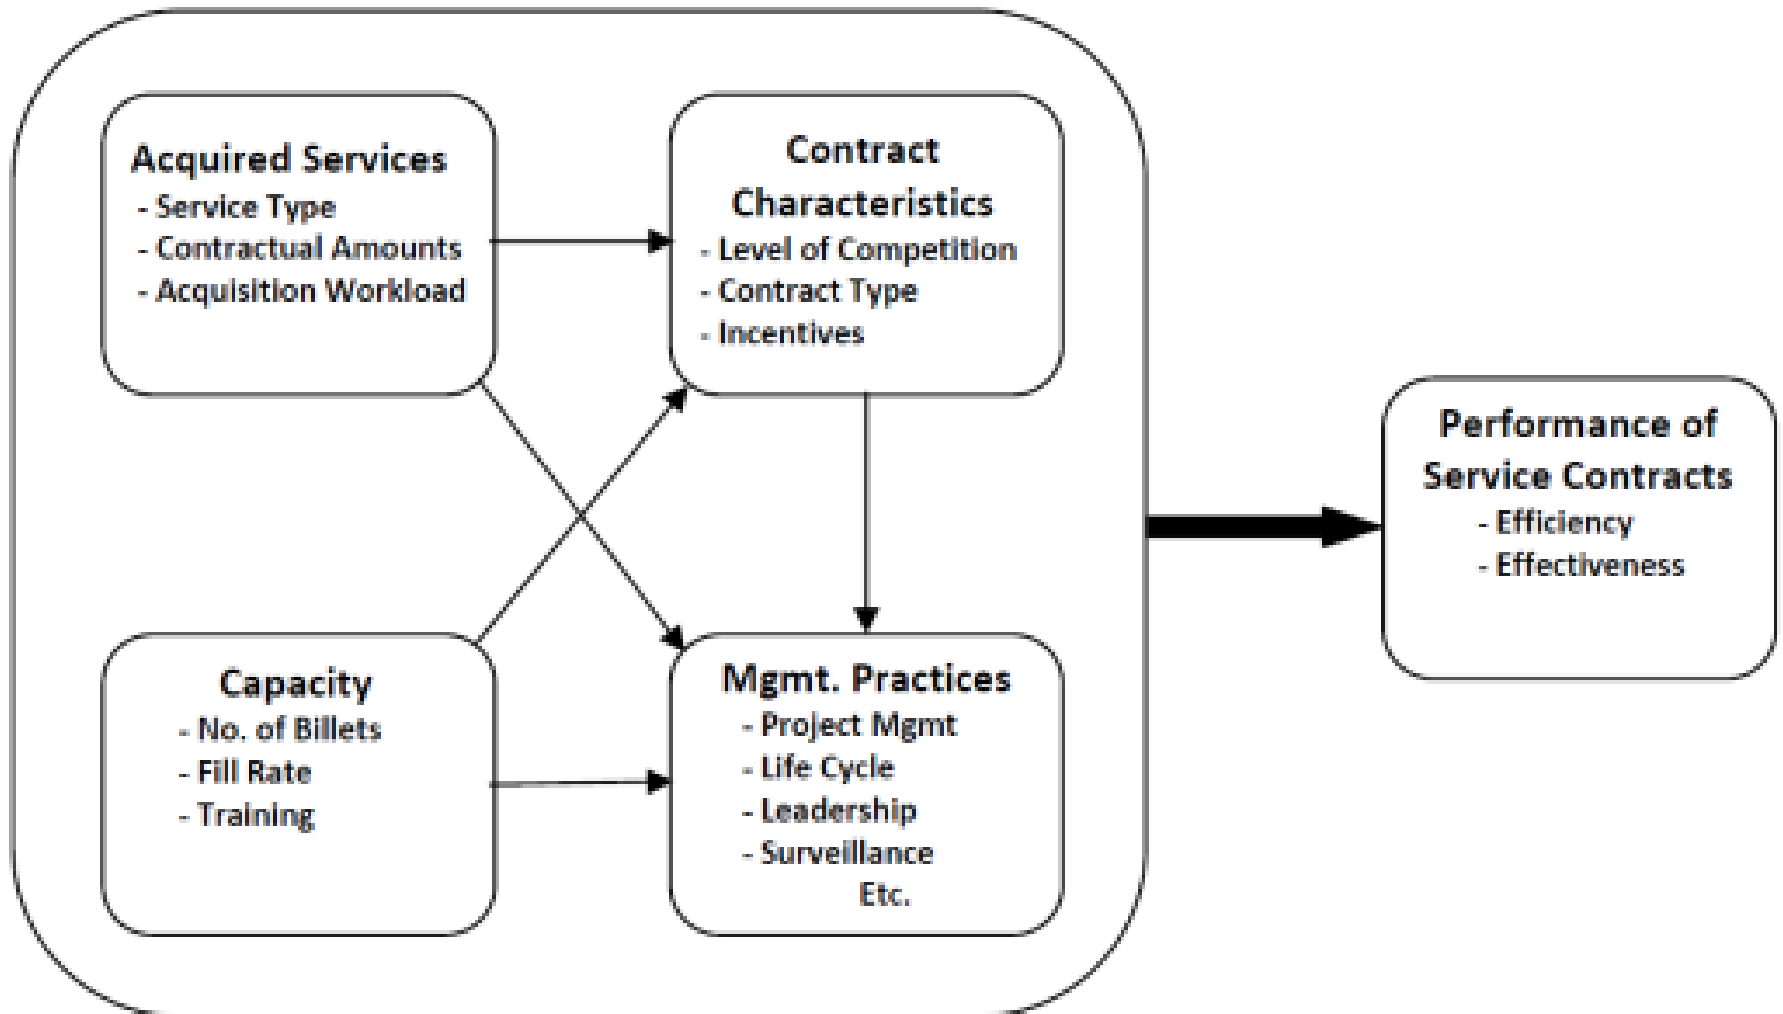 Acquired Services
- Service Type
- Contractual Amounts
- Acquisition Workload
Contract
Characteristics
- Level of Competition
- Contract Type
- Incentives
Capacity
- No. of Billets
- Fill Rate
- Training
Mgmt. Practices
- Project Mgmt
- Life Cycle
- Leadership
- Surveillance
Etc.
Performance of
Service Contracts
- Efficiency
- Effectiveness